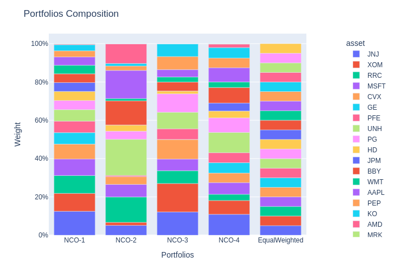 Portfolios Composition
asset
100%
80%
60%
40%
20%
0%
Weight
NCO-1 NCO-2 NCO-3 NCO-4 EqualWeighted
Portfolios
JNJ
XOM
RRC
MSFT
CVX
GE
PFE
UNH
PG
HD
JPM
BBY
WMT
AAPL
PEP
KO
AMD
MRK